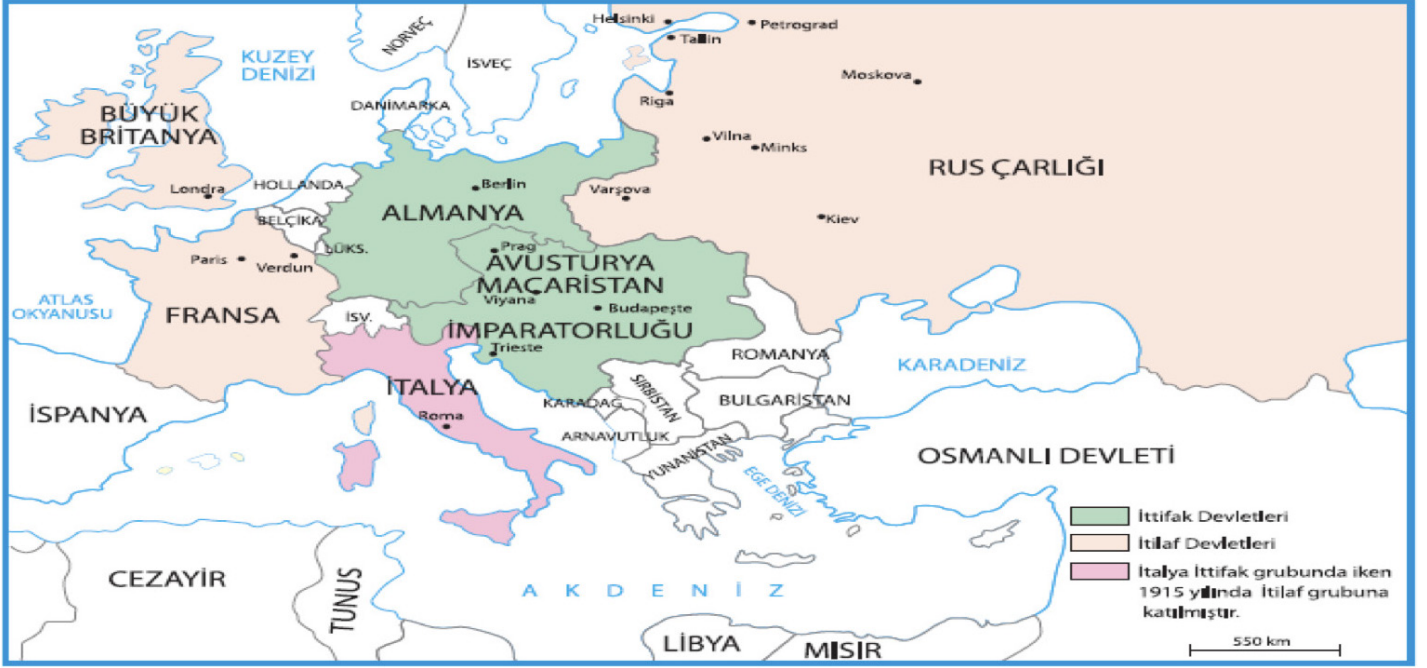 NORVEÇ
İSVEÇ
Helsinki
Petrograd
Tallin
KUZEY
DENİZİ
Moskova
DANİMARKA
Riga
BÜYÜK
BRİTANYA
Vilna
Minks
RUS ÇARLIĞI
Londra
HOLLANDA
Berlin
Varşova
BELÇİKA
ALMANYA
Kiev
LÜKS.
Paris
Verdun
Prag
AVUSTURYA
MACARİSTAN
Viyana
Budapeşte
İMPARATORLUĞU
ATLAS
OKYANUSU
FRANSA
İSV.
Trieste
ROMANYA
KARADENİZ
İTALYA
SIRBİSTAN
BULGARİSTAN
İSPANYA
Roma
KARADAG
ARNAVUTLUK
YUNANİSTAN
EGE DENİZİ
OSMANLI DEVLETİ
CEZAYİR
TUNUS
AKDENİZ
LİBYA
MISIR
İttifak Devletleri
İtilaf Devletleri
İtalya İttifak grubunda iken
1915 yılında İtilaf grubuna
katılmıştır.
550 km